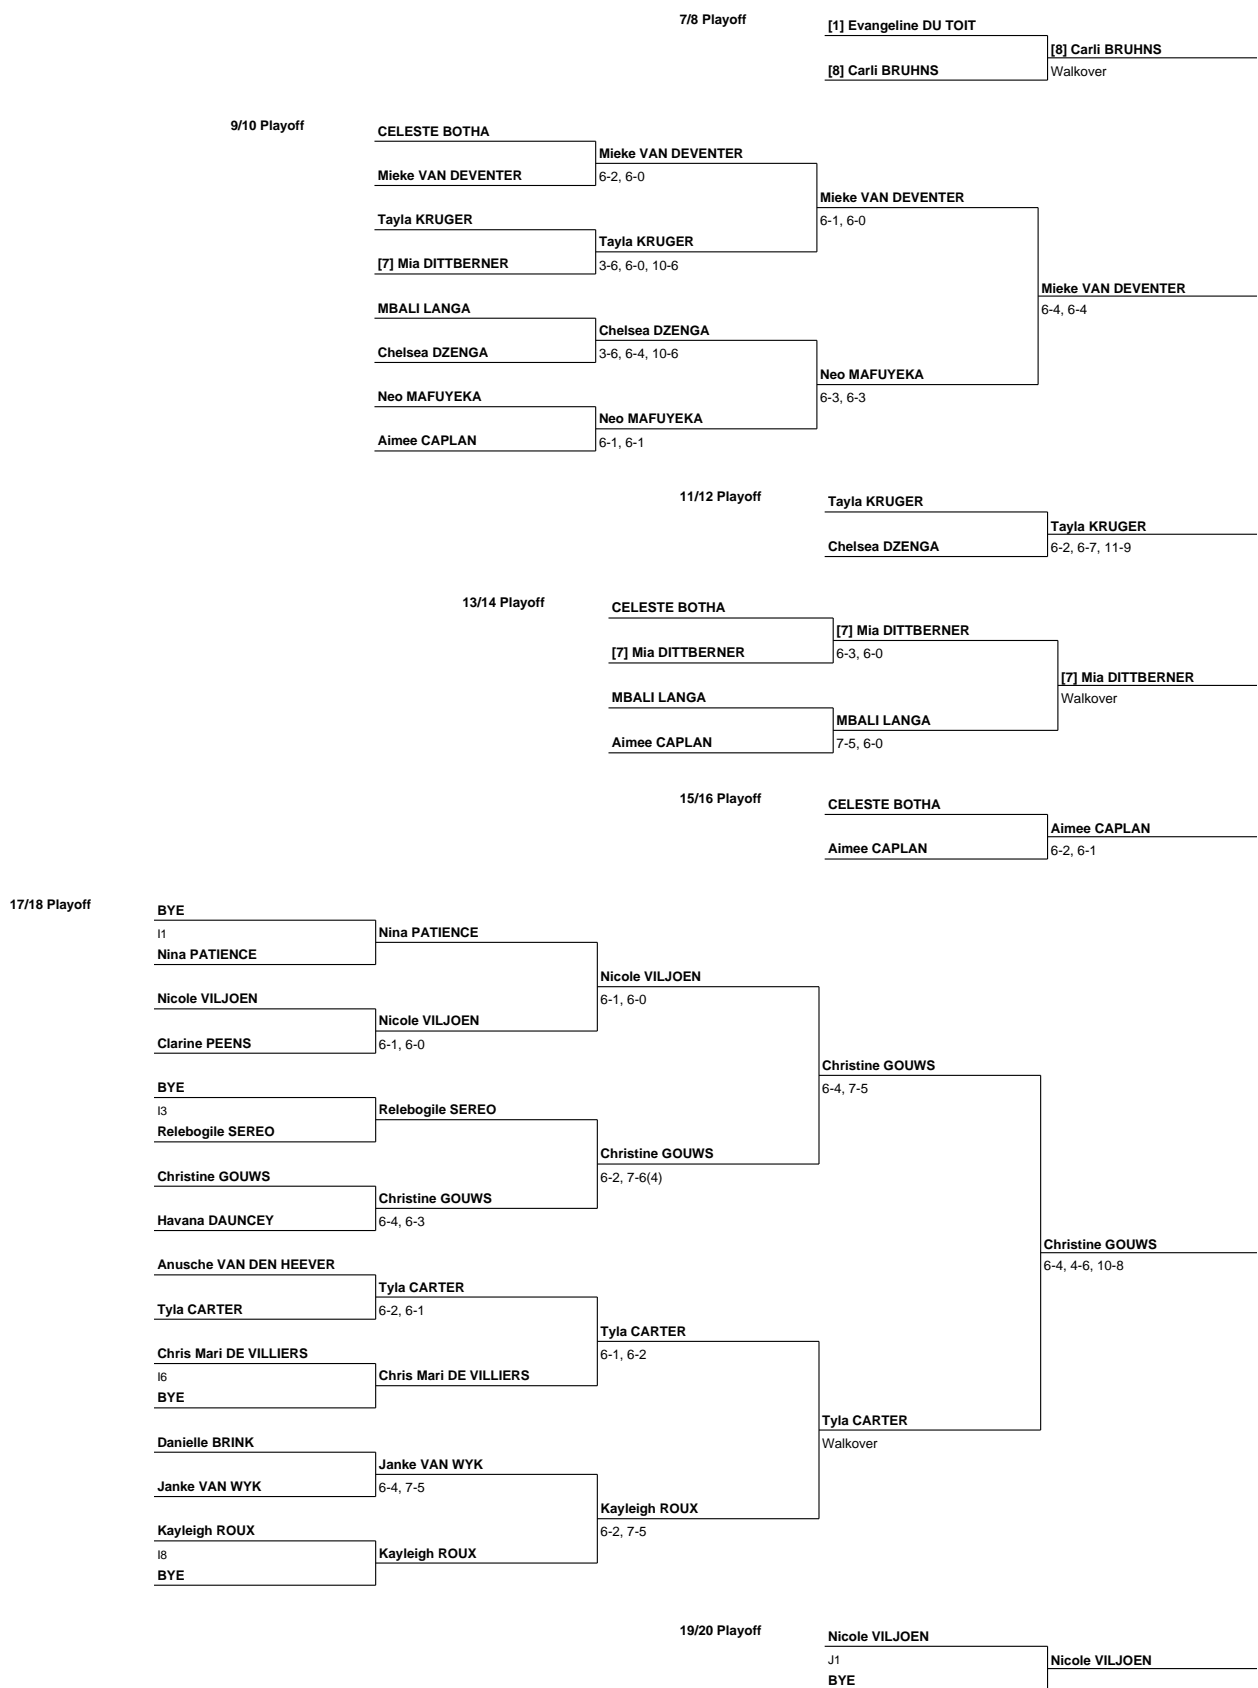 7/8 Playoff
[1] Evangeline DU TOIT
[8] Carli BRUHNS
[8] Carli BRUHNS
Walkover
9/10 Playoff
CELESTE BOTHA
Mieke VAN DEVENTER
Mieke VAN DEVENTER
6-2, 6-0
Mieke VAN DEVENTER
6-1, 6-0
Tayla KRUGER
Tayla KRUGER
[7] Mia DITTBERNER
3-6, 6-0, 10-6
Mieke VAN DEVENTER
6-4, 6-4
MBALI LANGA
Chelsea DZENGA
Chelsea DZENGA
3-6, 6-4, 10-6
Neo MAFUYEKA
6-3, 6-3
Neo MAFUYEKA
Neo MAFUYEKA
Aimee CAPLAN
6-1, 6-1
11/12 Playoff
Tayla KRUGER
Tayla KRUGER
Chelsea DZENGA
6-2, 6-7, 11-9
13/14 Playoff
CELESTE BOTHA
[7] Mia DITTBERNER
[7] Mia DITTBERNER
6-3, 6-0
[7] Mia DITTBERNER
Walkover
MBALI LANGA
MBALI LANGA
Aimee CAPLAN
7-5, 6-0
15/16 Playoff
CELESTE BOTHA
Aimee CAPLAN
Aimee CAPLAN
6-2, 6-1
17/18 Playoff
BYE
I1
Nina PATIENCE
Nina PATIENCE
Nicole VILJOEN
6-1, 6-0
Nicole VILJOEN
Nicole VILJOEN
Clarine PEENS
6-1, 6-0
Christine GOUWS
6-4, 7-5
BYE
I3
Relebogile SEREO
Relebogile SEREO
Christine GOUWS
6-2, 7-6(4)
Christine GOUWS
Christine GOUWS
Havana DAUNCEY
6-4, 6-3
Christine GOUWS
6-4, 4-6, 10-8
Anusche VAN DEN HEEVER
Tyla CARTER
Tyla CARTER
6-2, 6-1
Tyla CARTER
6-1, 6-2
Chris Mari DE VILLIERS
I6
Chris Mari DE VILLIERS
BYE
Tyla CARTER
Walkover
Danielle BRINK
Janke VAN WYK
Janke VAN WYK
6-4, 7-5
Kayleigh ROUX
6-2, 7-5
Kayleigh ROUX
I8
Kayleigh ROUX
BYE
19/20 Playoff
Nicole VILJOEN
J1
Nicole VILJOEN
BYE